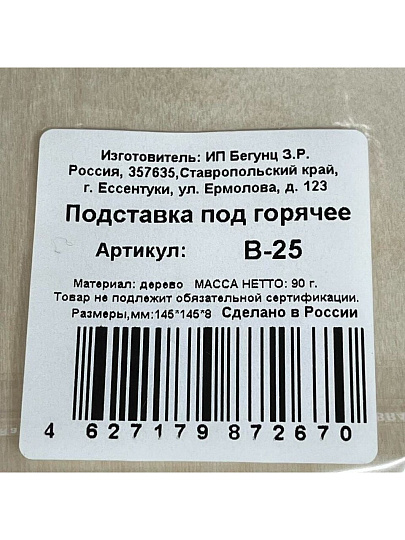 Изготовитель: ИП Бегунц З.Р.
Россия, 357635,Ставропольский край,
г. Ессентуки, ул. Ермолова, д. 123
Подставка под горячее
Артикул: В-25
Материал: дерево МАССА НЕТТО: 90 г.
Товар не подлежит обязательной сертификации.
Размеры,мм:145*145*8 Сделано в России
4 627179 872670